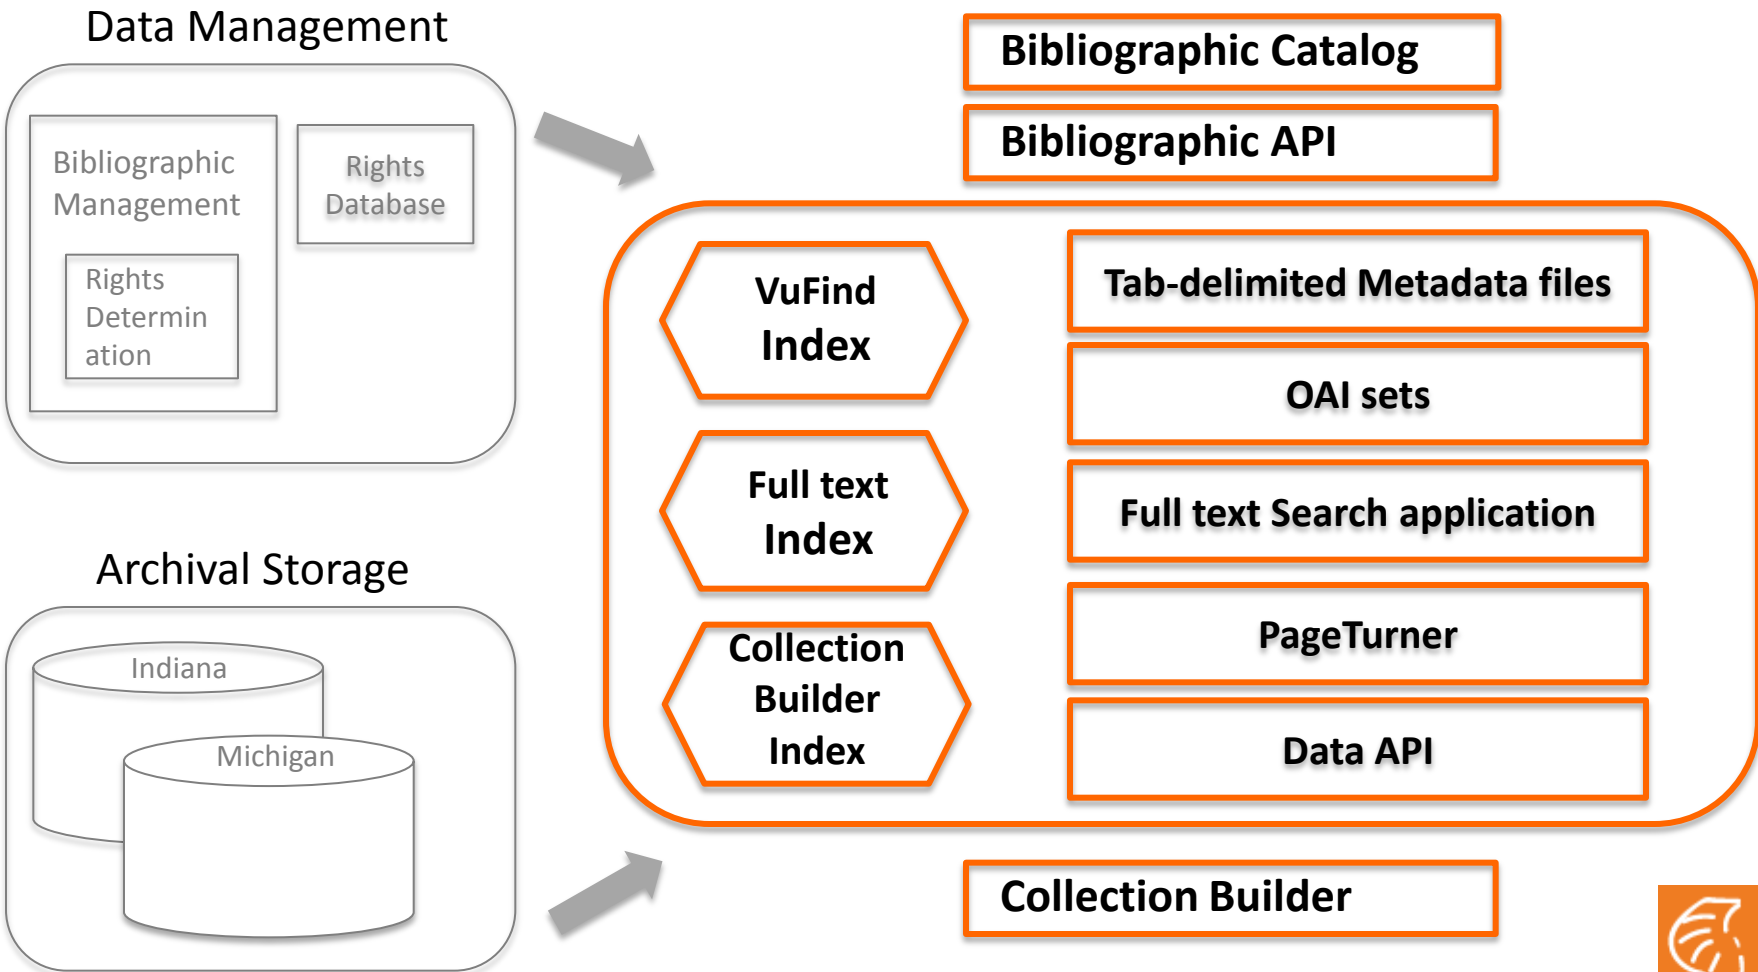 Data Management
Bibliographic
Management
Rights
Determin
ation
Rights
Database
Archival Storage
Indiana
Michigan
Bibliographic Catalog
Bibliographic API
VuFind
Index
Full text
Index
Collection
Builder
Index
Tab-delimited Metadata files
OAI sets
Full text Search application
PageTurner
Data API
Collection Builder